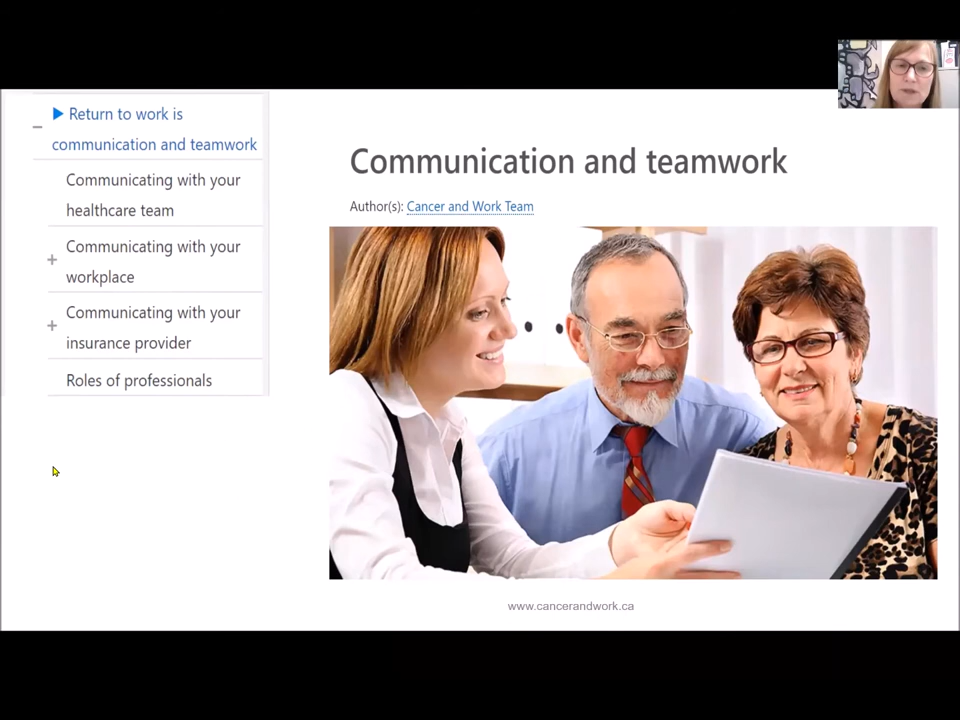 Return to work is
communication and teamwork
Communicating with your
healthcare team
Communicating with your
workplace
Communicating with your
insurance provider
Roles of professionals
Communication and teamwork
Author(s): Cancer and Work Team
www.cancerandwork.ca